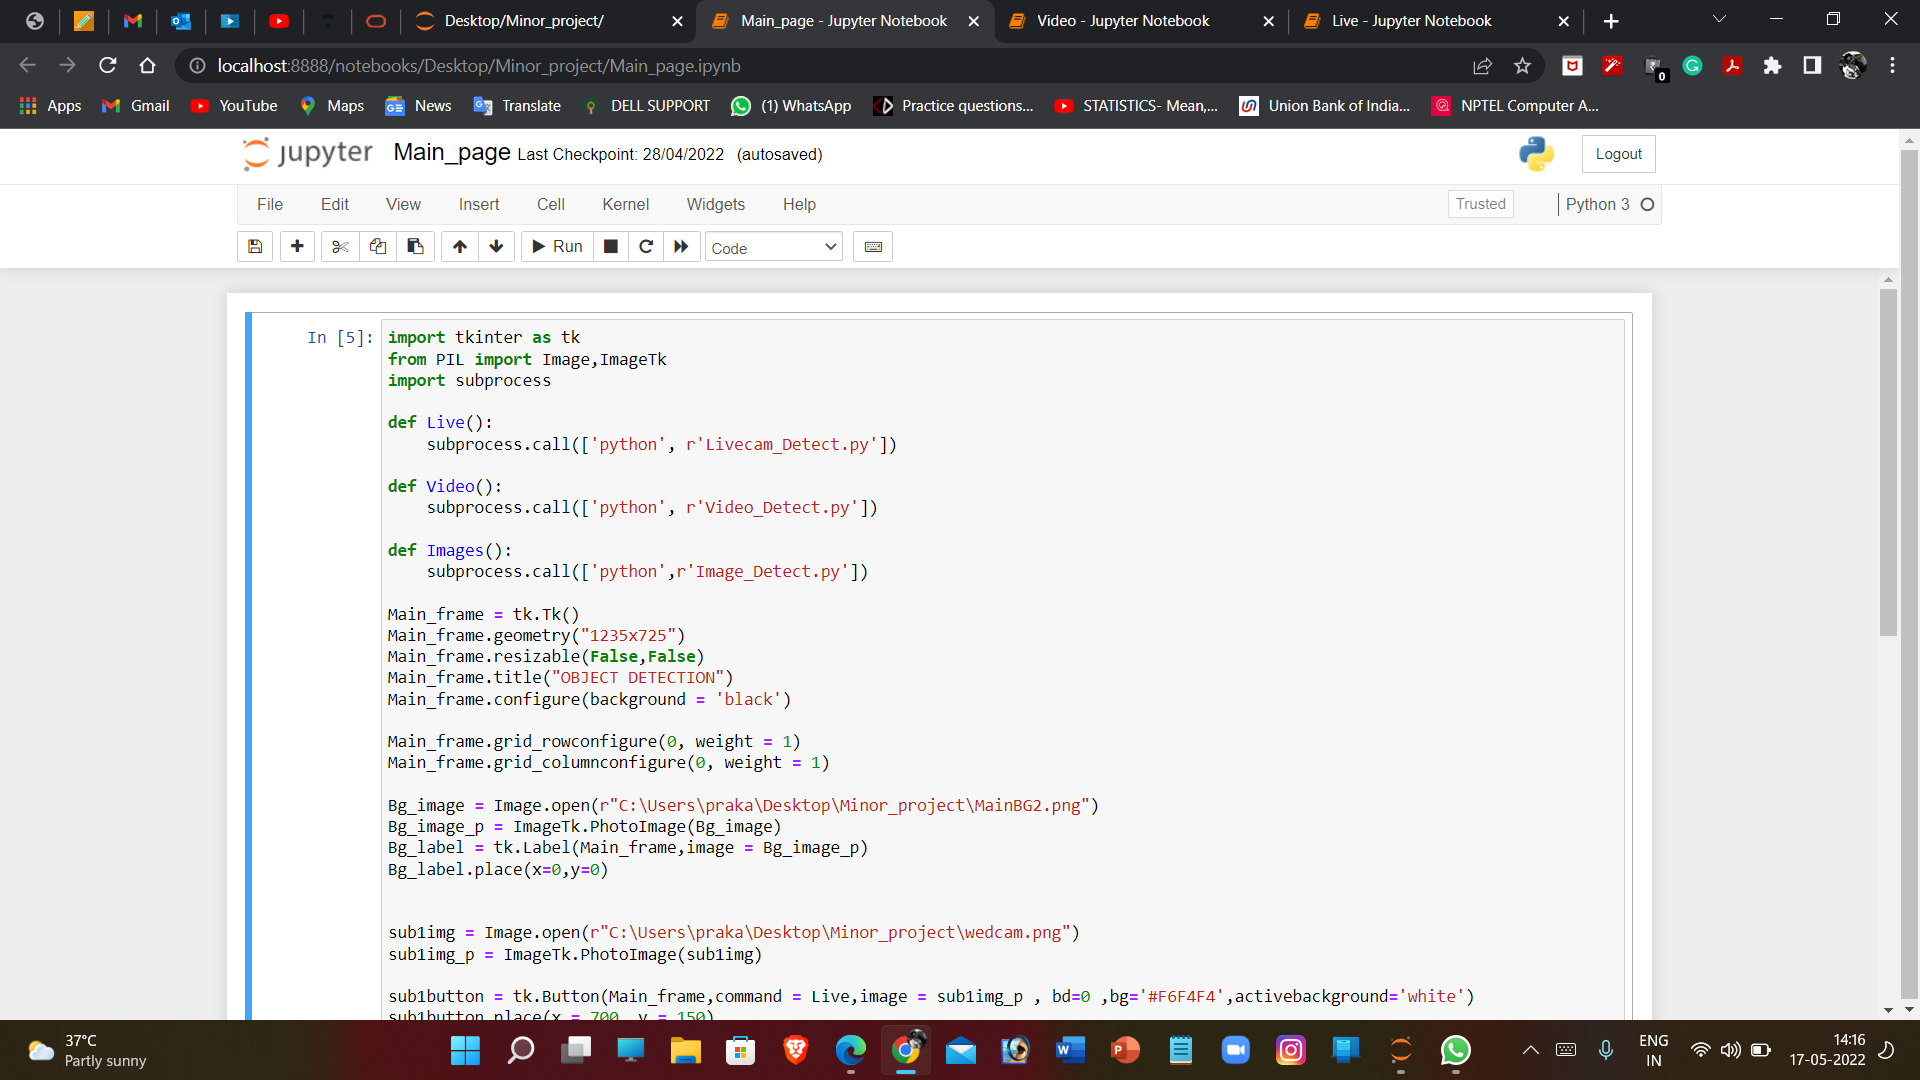 Desktop/Minor_project/
Main_page - Jupyter Notebook
Video - Jupyter Notebook
Live - Jupyter Notebook
localhost:8888/notebooks/Desktop/Minor_project/Main_page.ipynb
0
Apps
Gmail
YouTube
Maps
News
Translate
DELL SUPPORT
(1) WhatsApp
Practice questions...
STATISTICS- Mean,...
Union Bank of India...
NPTEL Computer A...
jupyter Main_page Last Checkpoint: 28/04/2022 (autosaved)
Logout
File Edit View Insert Cell Kernel Widgets Help
Trusted
Python 3
Run
Code
In [5]:
import tkinter as tk
from PIL import Image,ImageTk
import subprocess
def Live():
    subprocess.call(['python', r'Livecam_Detect.py'])
def Video():
    subprocess.call(['python', r'Video_Detect.py'])
def Images():
    subprocess.call(['python',r'Image_Detect.py'])
Main_frame = tk.Tk()
Main_frame.geometry("1235x725")
Main_frame.resizable(False,False)
Main_frame.title("OBJECT DETECTION")
Main_frame.configure(background = 'black')
Main_frame.grid_rowconfigure(0, weight = 1)
Main_frame.grid_columnconfigure(0, weight = 1)
Bg_image = Image.open(r"C:\Users\praka\Desktop\Minor_project\MainBG2.png")
Bg_image_p = ImageTk.PhotoImage(Bg_image)
Bg_label = tk.Label(Main_frame,image = Bg_image_p)
Bg_label.place(x=0,y=0)
sub1img = Image.open(r"C:\Users\praka\Desktop\Minor_project\wedcam.png")
sub1img_p = ImageTk.PhotoImage(sub1img)
sub1button = tk.Button(Main_frame,command = Live,image = sub1img_p , bd=0 ,bg='#F6F4F4',activebackground='white')
sub1button.place(x = 700, y = 150)
37°C
Partly sunny
ENG
IN
14:16
17-05-2022